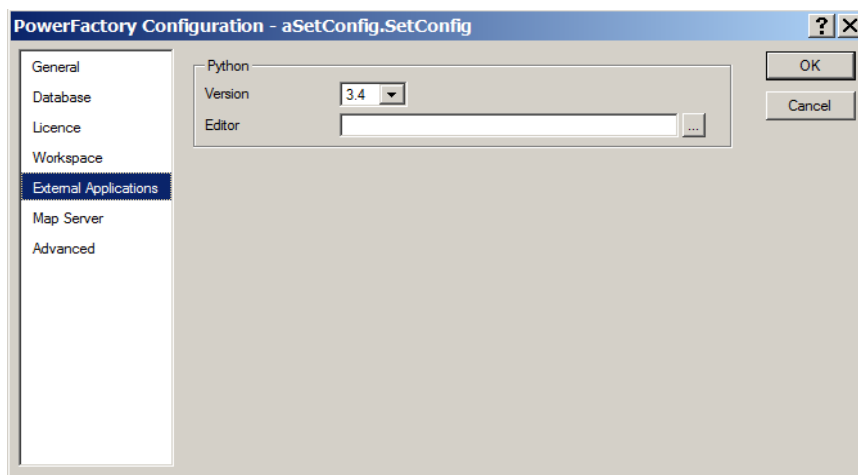 PowerFactory Configuration - aSetConfig.SetConfig
General
Database
Licence
Workspace
External Applications
Map Server
Advanced
Python
Version 3.4
Editor ...
OK
Cancel